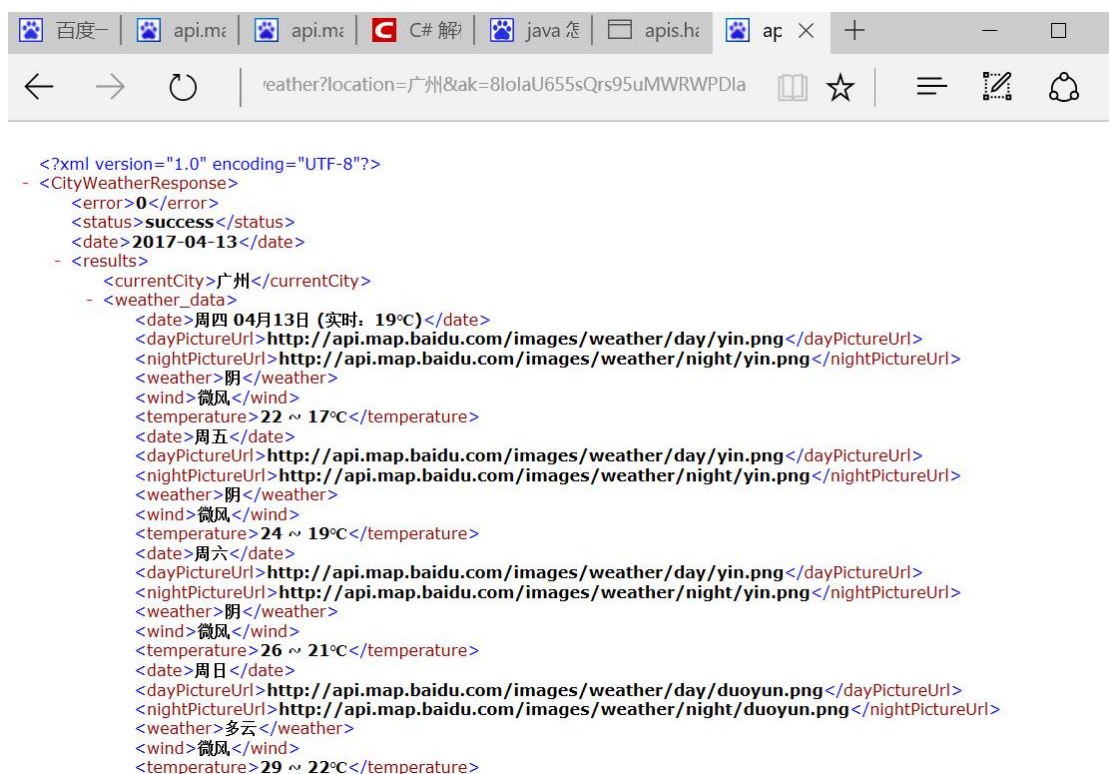 百度一 api.ma api.ma C# 解 java 怎 apis.ha ap
eather?location=广州&ak=8IolaU655sQrs95uMWRWPDla
<?xml version="1.0" encoding="UTF-8"?>
- <CityWeatherResponse>
<error>0</error>
<status>success</status>
<date>2017-04-13</date>
- <results>
<currentCity>广州</currentCity>
- <weather_data>
<date>周四 04月13日 (实时：19℃)</date>
<dayPictureUrl>http://api.map.baidu.com/images/weather/day/yin.png</dayPictureUrl>
<nightPictureUrl>http://api.map.baidu.com/images/weather/night/yin.png</nightPictureUrl>
<weather>阴</weather>
<wind>微风</wind>
<temperature>22 ~ 17℃</temperature>
<date>周五</date>
<dayPictureUrl>http://api.map.baidu.com/images/weather/day/yin.png</dayPictureUrl>
<nightPictureUrl>http://api.map.baidu.com/images/weather/night/yin.png</nightPictureUrl>
<weather>阴</weather>
<wind>微风</wind>
<temperature>24 ~ 19℃</temperature>
<date>周六</date>
<dayPictureUrl>http://api.map.baidu.com/images/weather/day/yin.png</dayPictureUrl>
<nightPictureUrl>http://api.map.baidu.com/images/weather/night/yin.png</nightPictureUrl>
<weather>阴</weather>
<wind>微风</wind>
<temperature>26 ~ 21℃</temperature>
<date>周日</date>
<dayPictureUrl>http://api.map.baidu.com/images/weather/day/duoyun.png</dayPictureUrl>
<nightPictureUrl>http://api.map.baidu.com/images/weather/night/duoyun.png</nightPictureUrl>
<weather>多云</weather>
<wind>微风</wind>
<temperature>29 ~ 22℃</temperature>